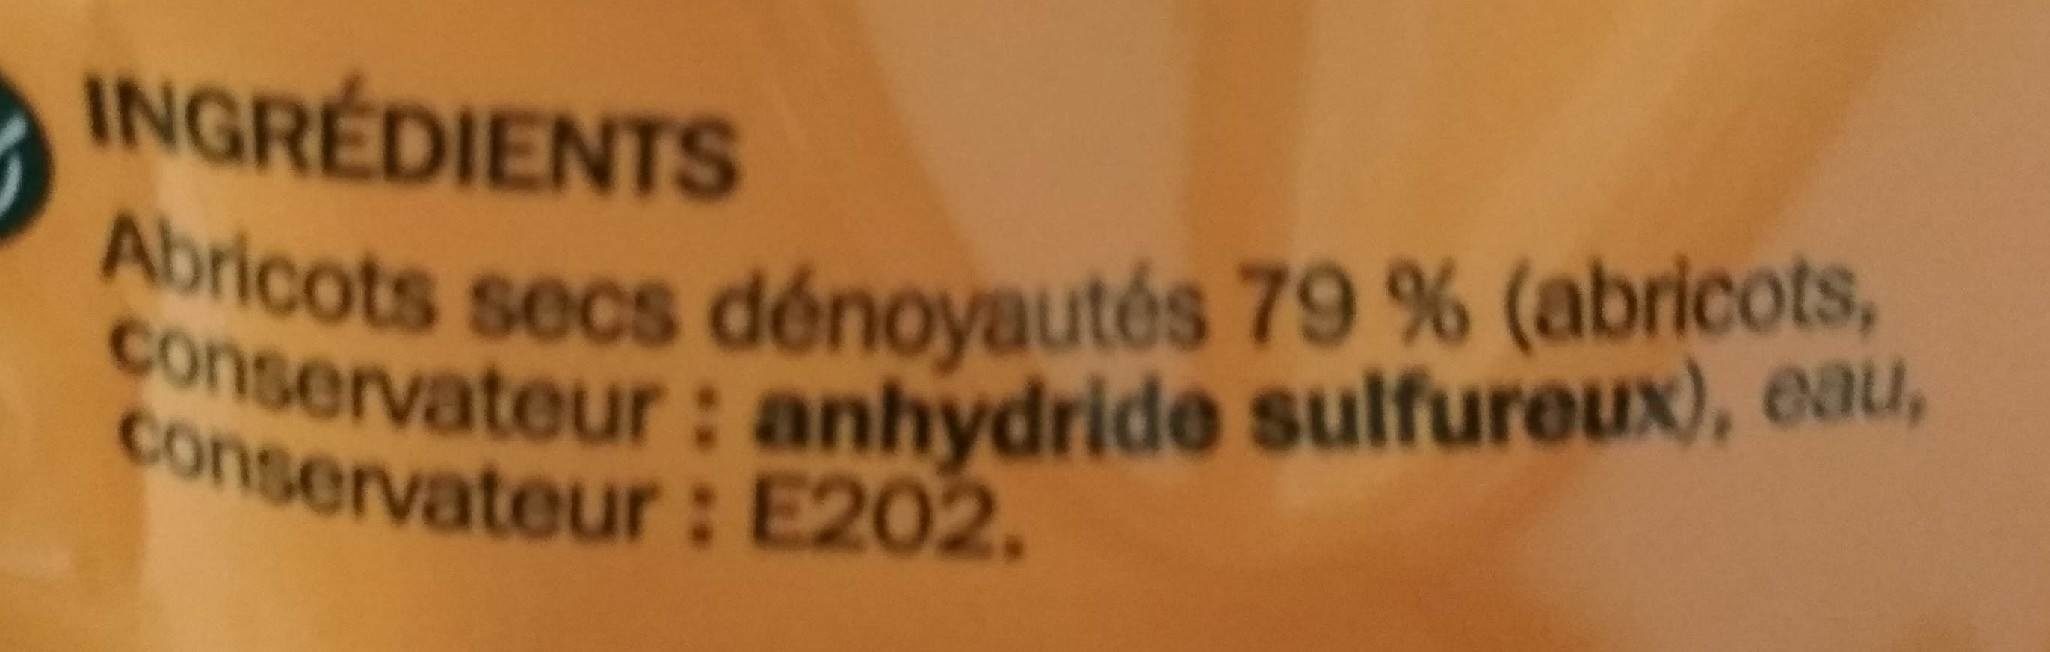 INGRÉDIENTS
Abricots secs dénoyautés 79 % (abricots,
conservateur : anhydride sulfureux), eau,
conservateur : E202.